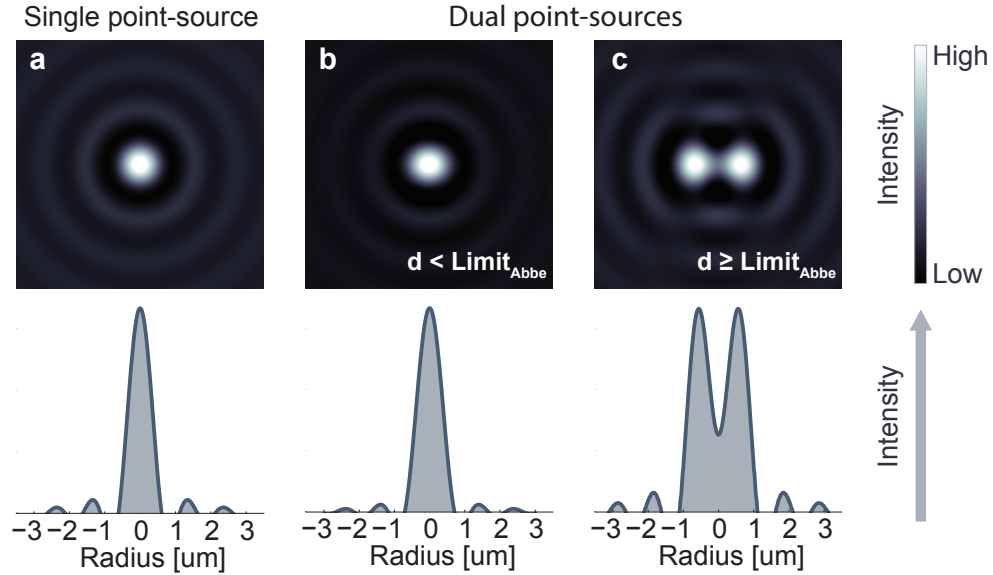 Single point-source
Dual point-sources
a
b
d < Limit Abbe
c
d ≥ Limit Abbe
High
Intensity
Low
−3 −2 −1 0 1 2 3
Radius [um]
−3 −2 −1 0 1 2 3
Radius [um]
−3 −2 −1 0 1 2 3
Radius [um]
Intensity